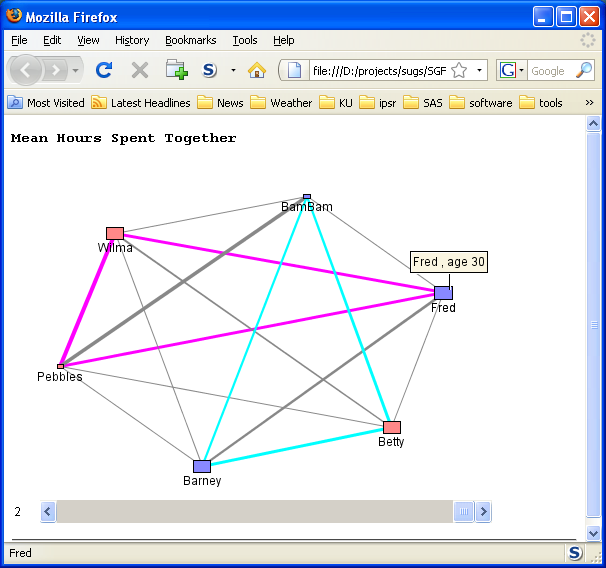 Mozilla Firefox
File Edit View History Bookmarks Tools Help
S file:///D:/projects/sugs/SGF G Google
Most Visited Latest Headlines News Weather KU ipsr SAS software tools »
Mean Hours Spent Together
BamBam
Wilma
Fred , age 30
Fred
Pebbles
Betty
Barney
2
Fred S